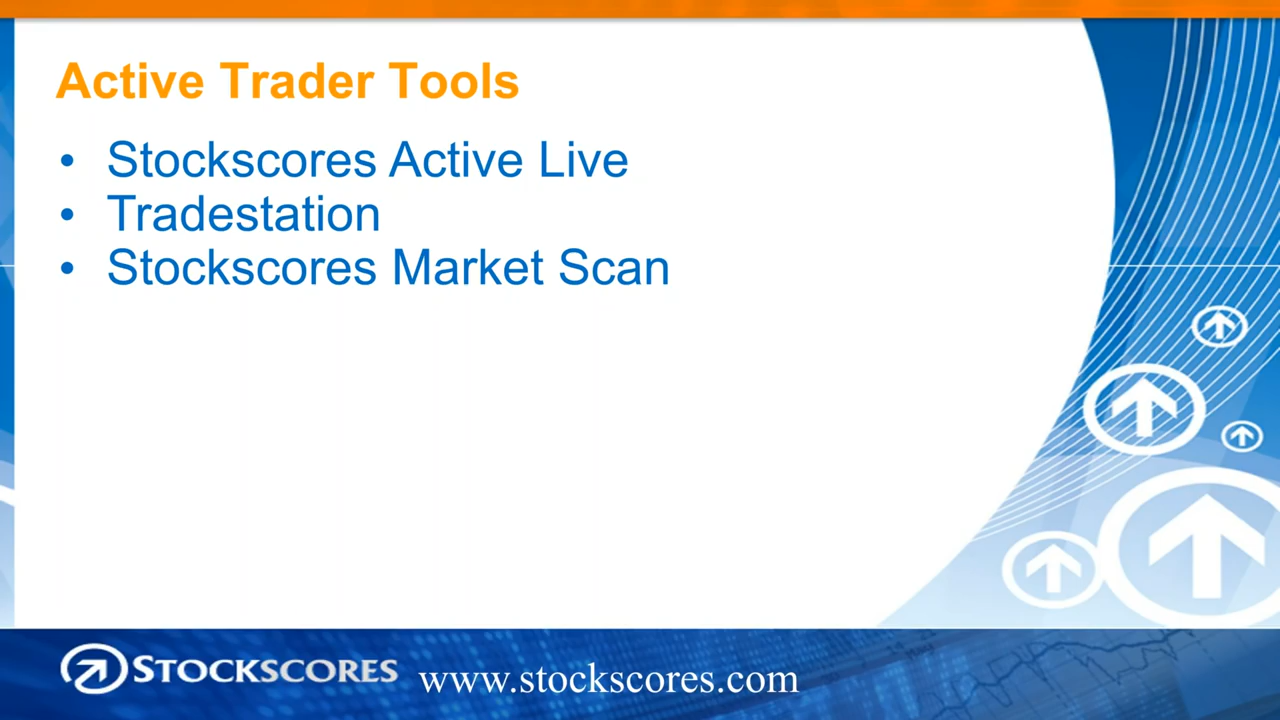 Active Trader Tools
• Stockscores Active Live
• Tradestation
• Stockscores Market Scan
STOCKSCORES
www.stockscores.com